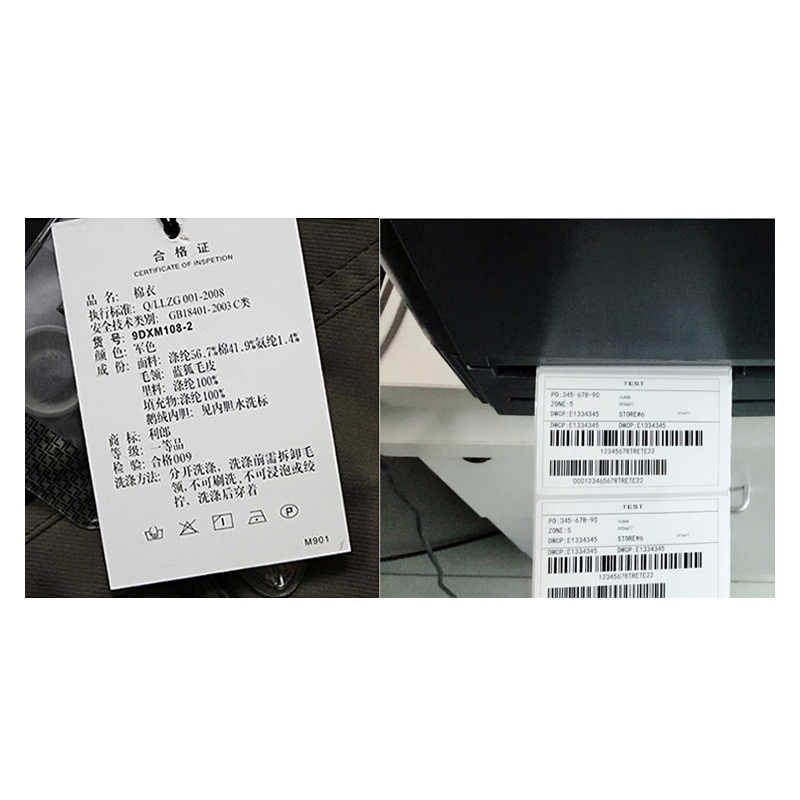 合格证
CERTIFICATE OF INSPETION
品名: 棉衣
执行标准: Q/LLZG 001-2008
安全技术类别: GB18401-2003 C类
货号: 9DXM108-2
颜色: 军色
成份: 面料: 涤纶56.7%棉41.9%氨纶1.4%
毛领: 蓝狐毛皮
里料: 涤纶100%
填充物:涤纶100%
鹅绒内胆: 见内胆水洗标
商标: 利郎
等级: 一等品
检验: 合格009
洗涤方法: 分开洗涤, 洗涤前需拆卸毛
领, 不可刷洗, 不可浸泡或绞
拧, 洗涤后穿着
P
M901
TEST
PO:345-678-90
ZONE:5
DWCP:E1334345 STORE#6
DWCP:E1334345 DWCP:E1334345
12345678TRETE22
000123465678TRETE22
TEST
PO:345-678-90
ZONE:5
DWCP:E1334345 STORE#6
DWCP:E1334345 DWCP:E1334345
12345678TRETE22